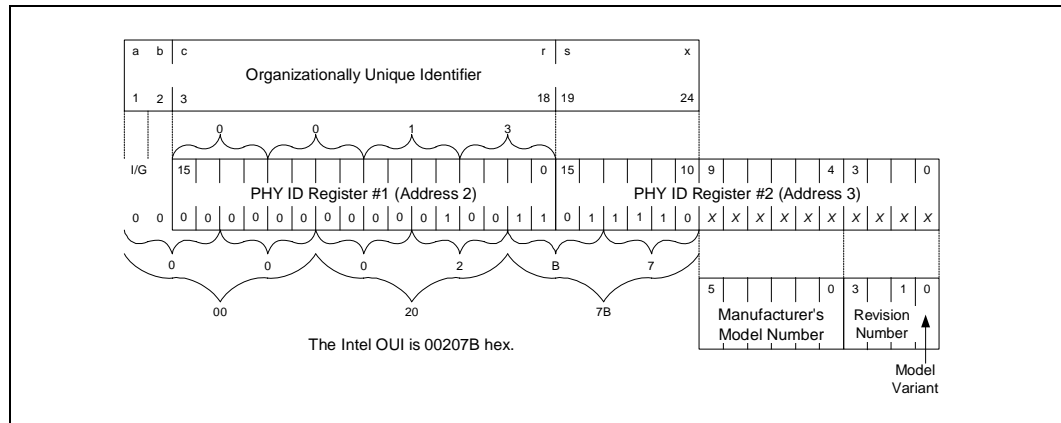 a b c r s x
Organizationally Unique Identifier
1 2 3 18 19 24
0 0 1 3
I/G 15 0 15 10 9 4 3 0
PHY ID Register #1 (Address 2) PHY ID Register #2 (Address 3)
0 0 0 0 0 0 0 0 0 0 0 0 0 1 0 0 1 1 0 1 1 1 1 0 X X X X X X X X X X
0 0 0 2 B 7
00 20 7B
5 0 3 1 0
Manufacturer's Revision
Model Number Number
The Intel OUI is 00207B hex.
Model
Variant